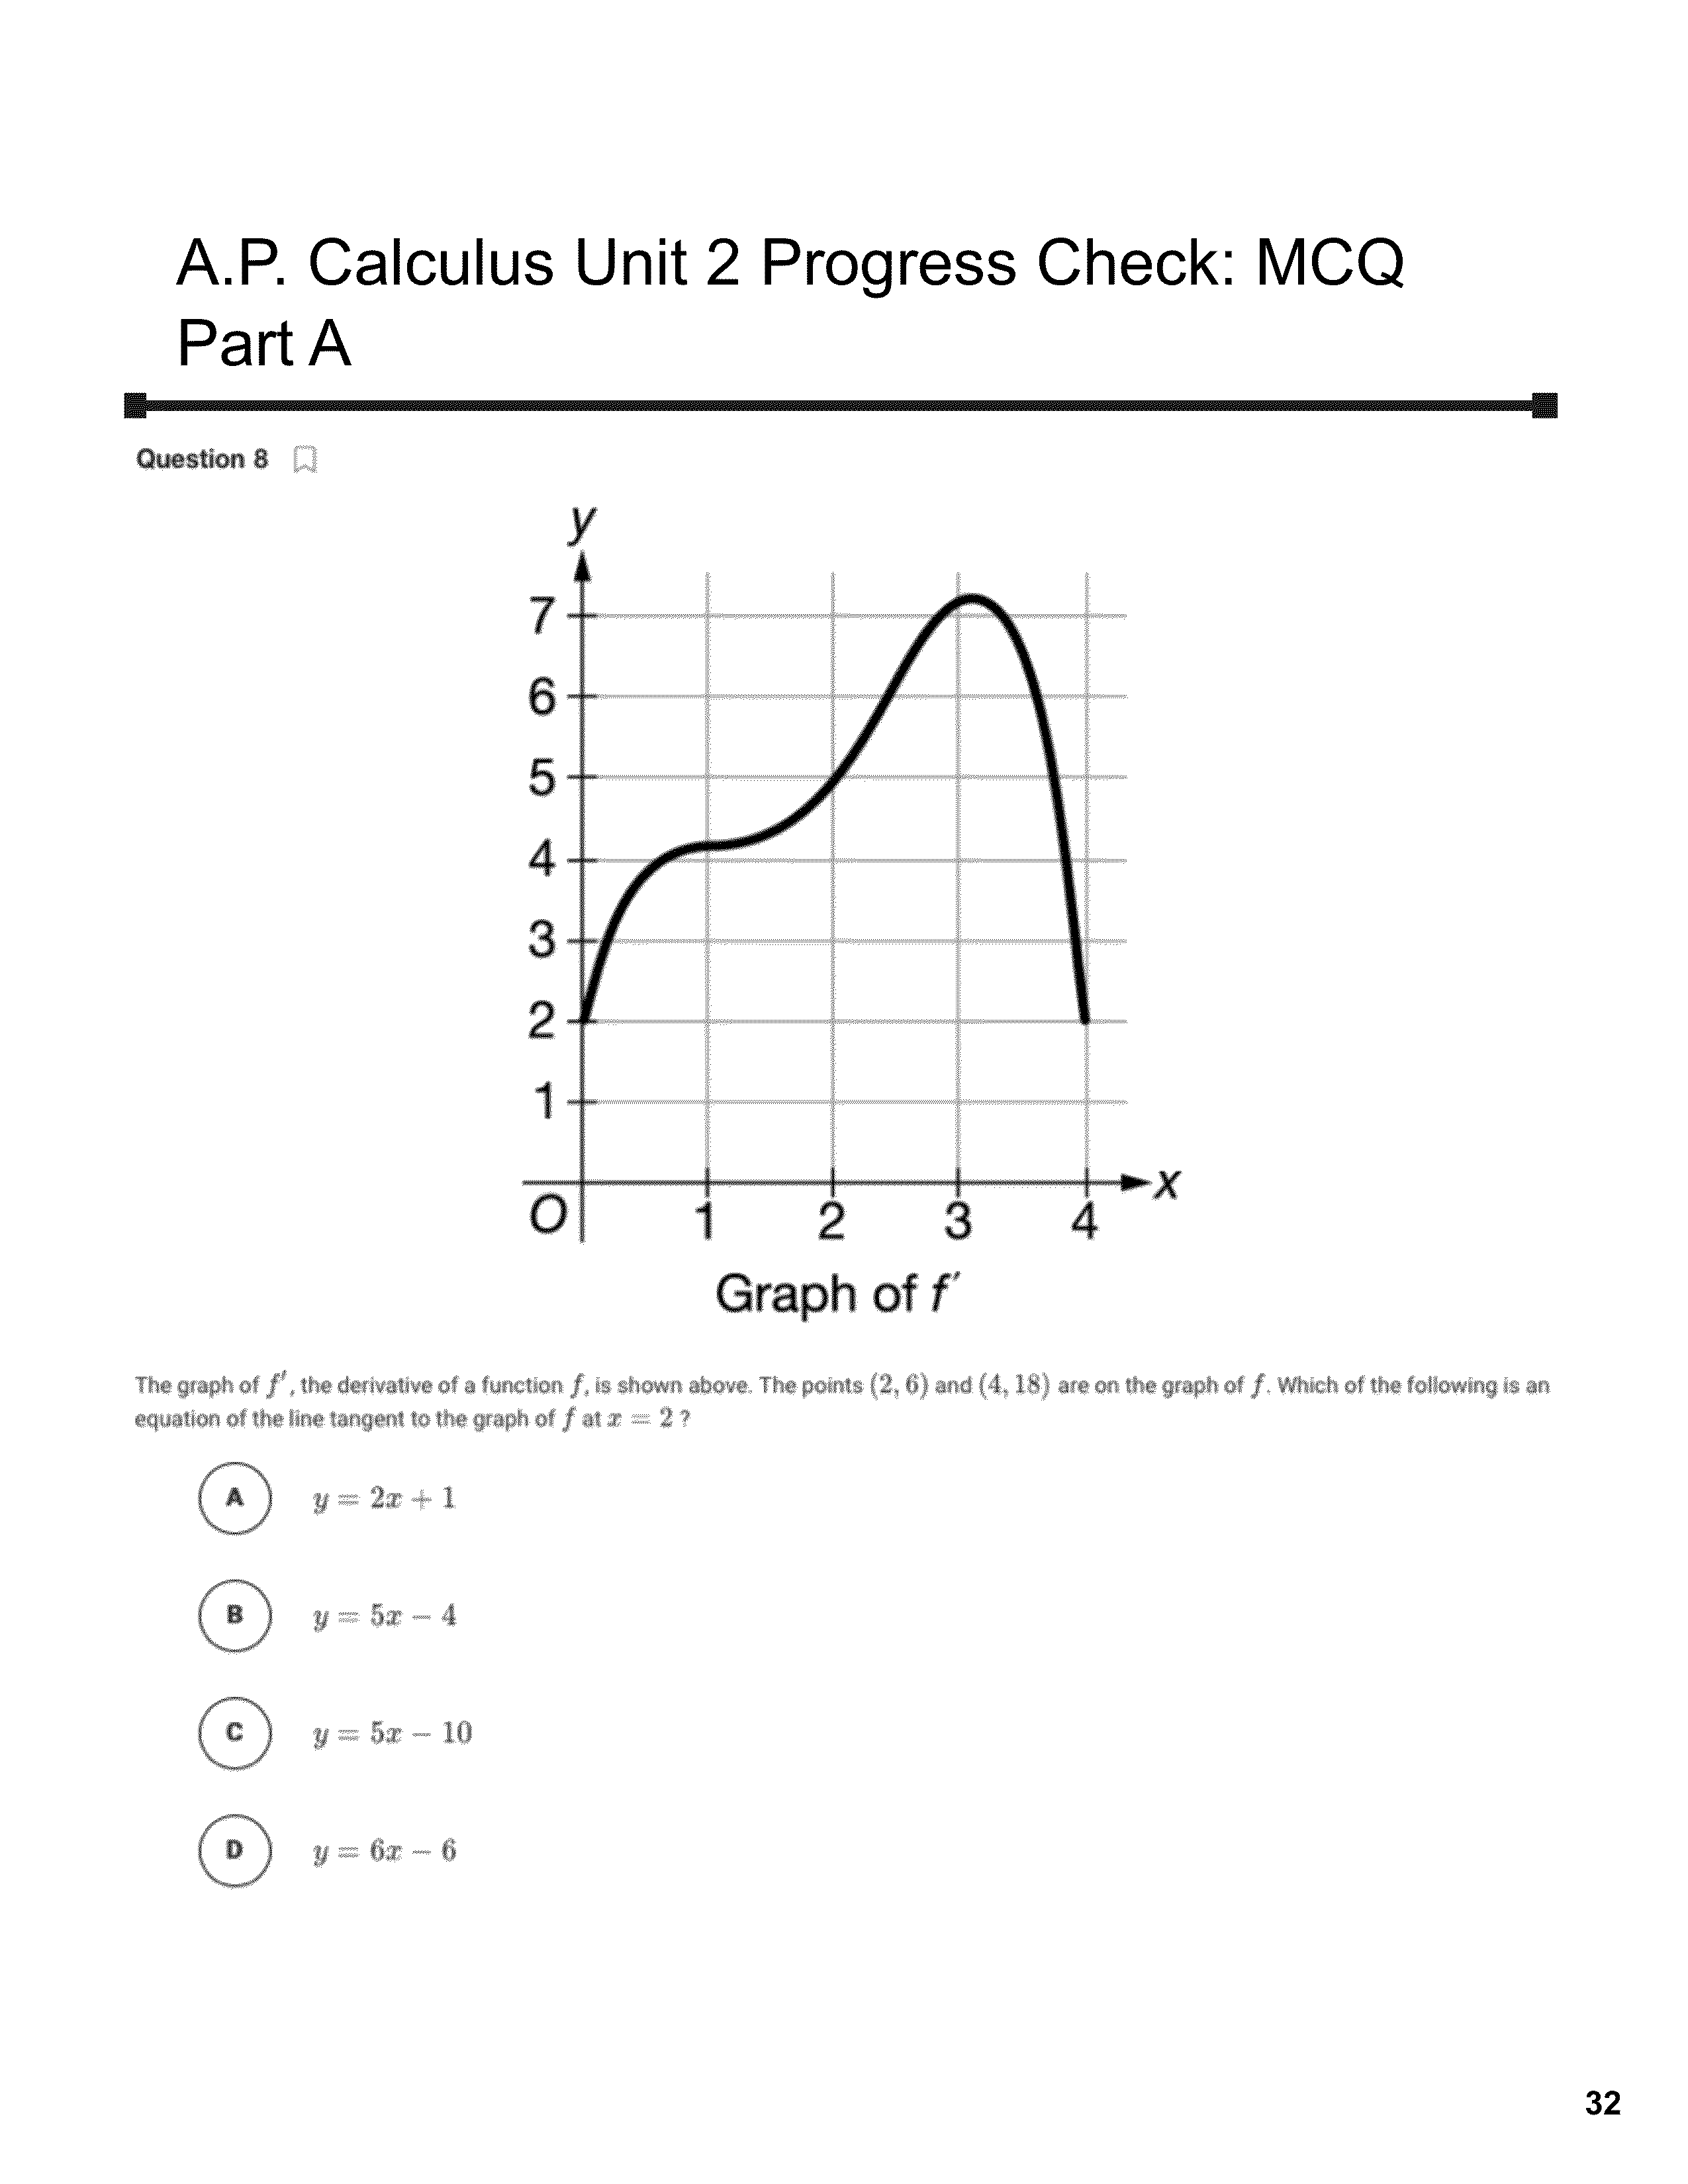 A.P. Calculus Unit 2 Progress Check: MCQ
Part A
Question 8
y
7
6
5
4
3
2
1
O 1 2 3 4 x
Graph of f′
The graph of f′, the derivative of a function f, is shown above. The points (2, 6) and (4, 18) are on the graph of f. Which of the following is an
equation of the line tangent to the graph of f at x = 2 ?
A y = 2x + 1
B y = 5x − 4
C y = 5x − 10
D y = 6x − 6
32